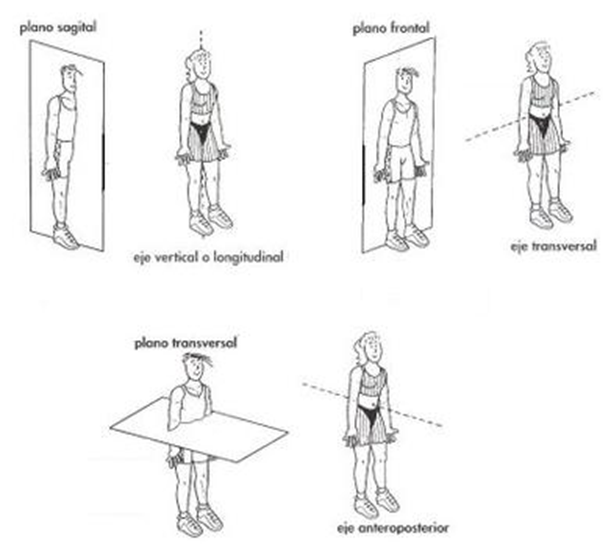 plano sagital
plano frontal
eje vertical o longitudinal
eje transversal
plano transversal
eje anteroposterior